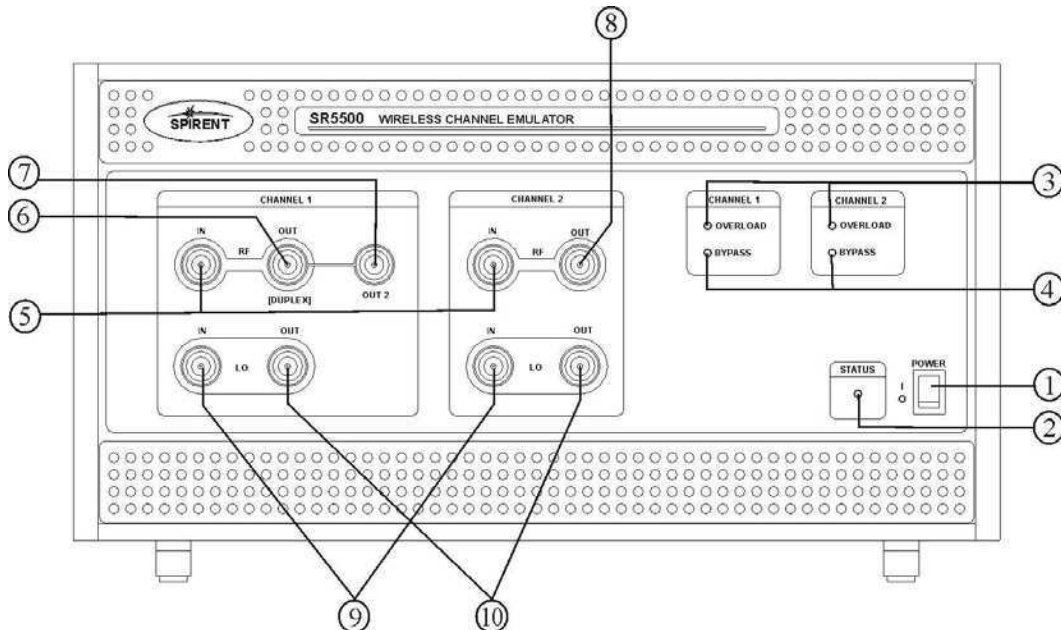 8
SPIRENT
SR5500 WIRELESS CHANNEL EMULATOR
7
3
6
CHANNEL 1
CHANNEL 2
CHANNEL 1
CHANNEL 2
IN
RF
OUT
IN
RF
OUT
OVERLOAD
OVERLOAD
BYPASS
BYPASS
4
5
[DUPLEX]
OUT 2
IN
LO
OUT
IN
LO
OUT
STATUS
POWER
I
O
1
2
9
10